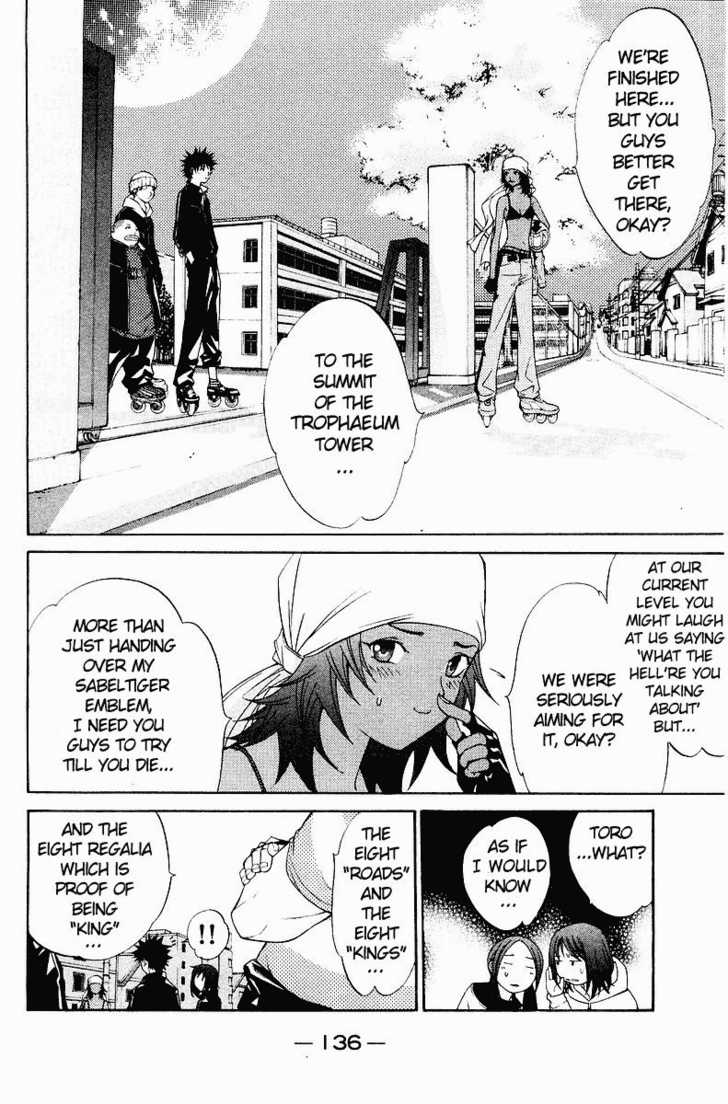 WE'RE
FINISHED
HERE...
BUT YOU
GUYS
BETTER
GET
THERE,
OKAY?
TO THE
SUMMIT
OF THE
TROPHAEUM
TOWER
...
AT OUR
CURRENT
LEVEL YOU
MIGHT LAUGH
AT US SAYING
'WHAT THE
HELL'RE YOU
TALKING
ABOUT'
BUT...
WE WERE
SERIOUSLY
AIMING FOR
IT, OKAY?
MORE THAN
JUST HANDING
OVER MY
SABELTIGER
EMBLEM,
I NEED YOU
GUYS TO TRY
TILL YOU DIE...
TORO
...WHAT?
AS IF
I WOULD
KNOW
...
THE
EIGHT
"ROADS"
AND
THE
EIGHT
"KINGS"
...
!!
AND THE
EIGHT REGALIA
WHICH IS
PROOF OF
BEING
"KING"
...
— 136 —